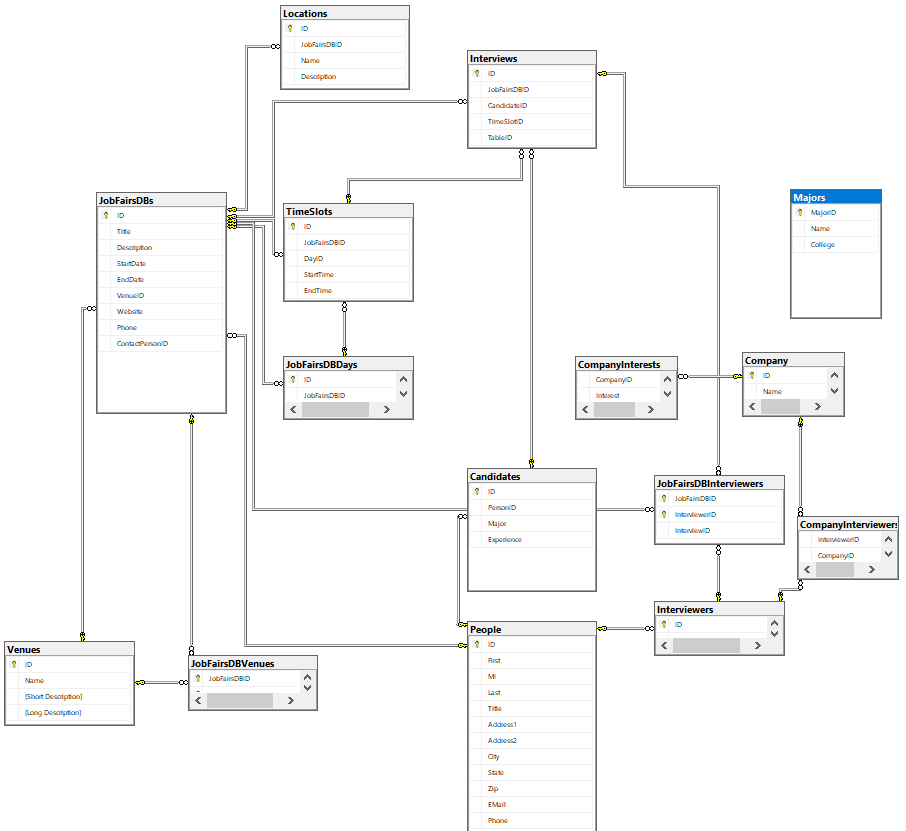 Locations
ID
JobFairsDBID
Name
Description
Interviews
ID
JobFairsDBID
CandidateID
TimeSlotID
TableID
JobFairsDBs
ID
Title
Description
StartDate
EndDate
VenueID
Website
Phone
ContactPersonID
TimeSlots
ID
JobFairsDBID
DayID
StartTime
EndTime
Majors
MajorID
Name
College
JobFairsDBDays
ID
JobFairsDBID
CompanyInterests
CompanyID
Interest
Company
ID
Name
Candidates
ID
PersonID
Major
Experience
JobFairsDBInterviewers
JobFairsDBID
InterviewerID
InterviewID
CompanyInterviewers
InterviewerID
CompanyID
Interviewers
ID
People
ID
First
MI
Last
Title
Address1
Address2
City
State
Zip
EMail
Phone
Venues
ID
Name
[Short Description]
[Long Description]
JobFairsDBVenues
JobFairsDBID